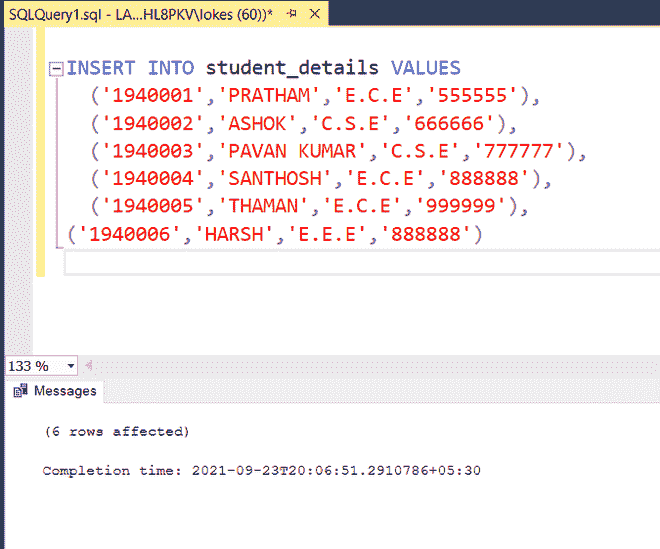 SQLQuery1.sql - LA...HL8PKV\lokes (60))*
INSERT INTO student_details VALUES
('1940001','PRATHAM','E.C.E','555555'),
('1940002','ASHOK','C.S.E','666666'),
('1940003','PAVAN KUMAR','C.S.E','777777'),
('1940004','SANTHOSH','E.C.E','888888'),
('1940005','THAMAN','E.C.E','999999'),
('1940006','HARSH','E.E.E','888888')
133 %
Messages
(6 rows affected)
Completion time: 2021-09-23T20:06:51.2910786+05:30